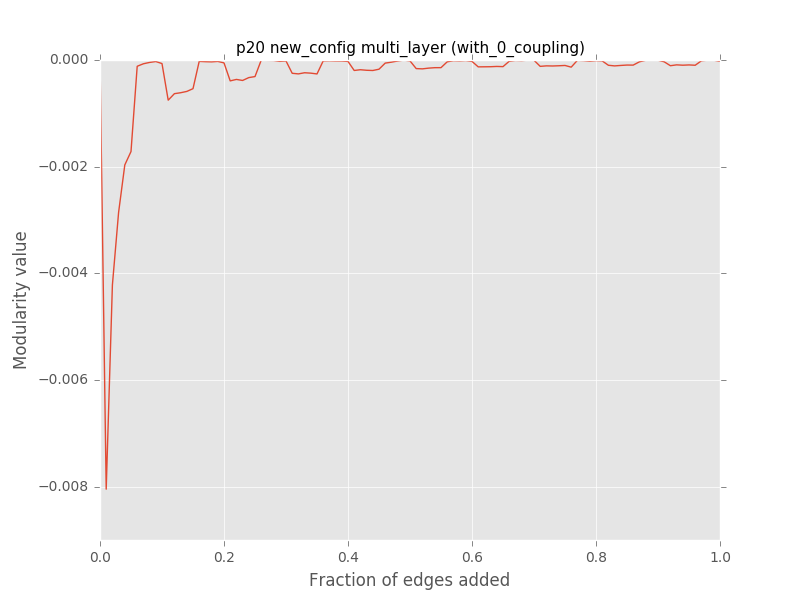 p20 new_config multi_layer (with_0_coupling)
0.000
−0.002
−0.004
−0.006
−0.008
Modularity value
0.0 0.2 0.4 0.6 0.8 1.0
Fraction of edges added